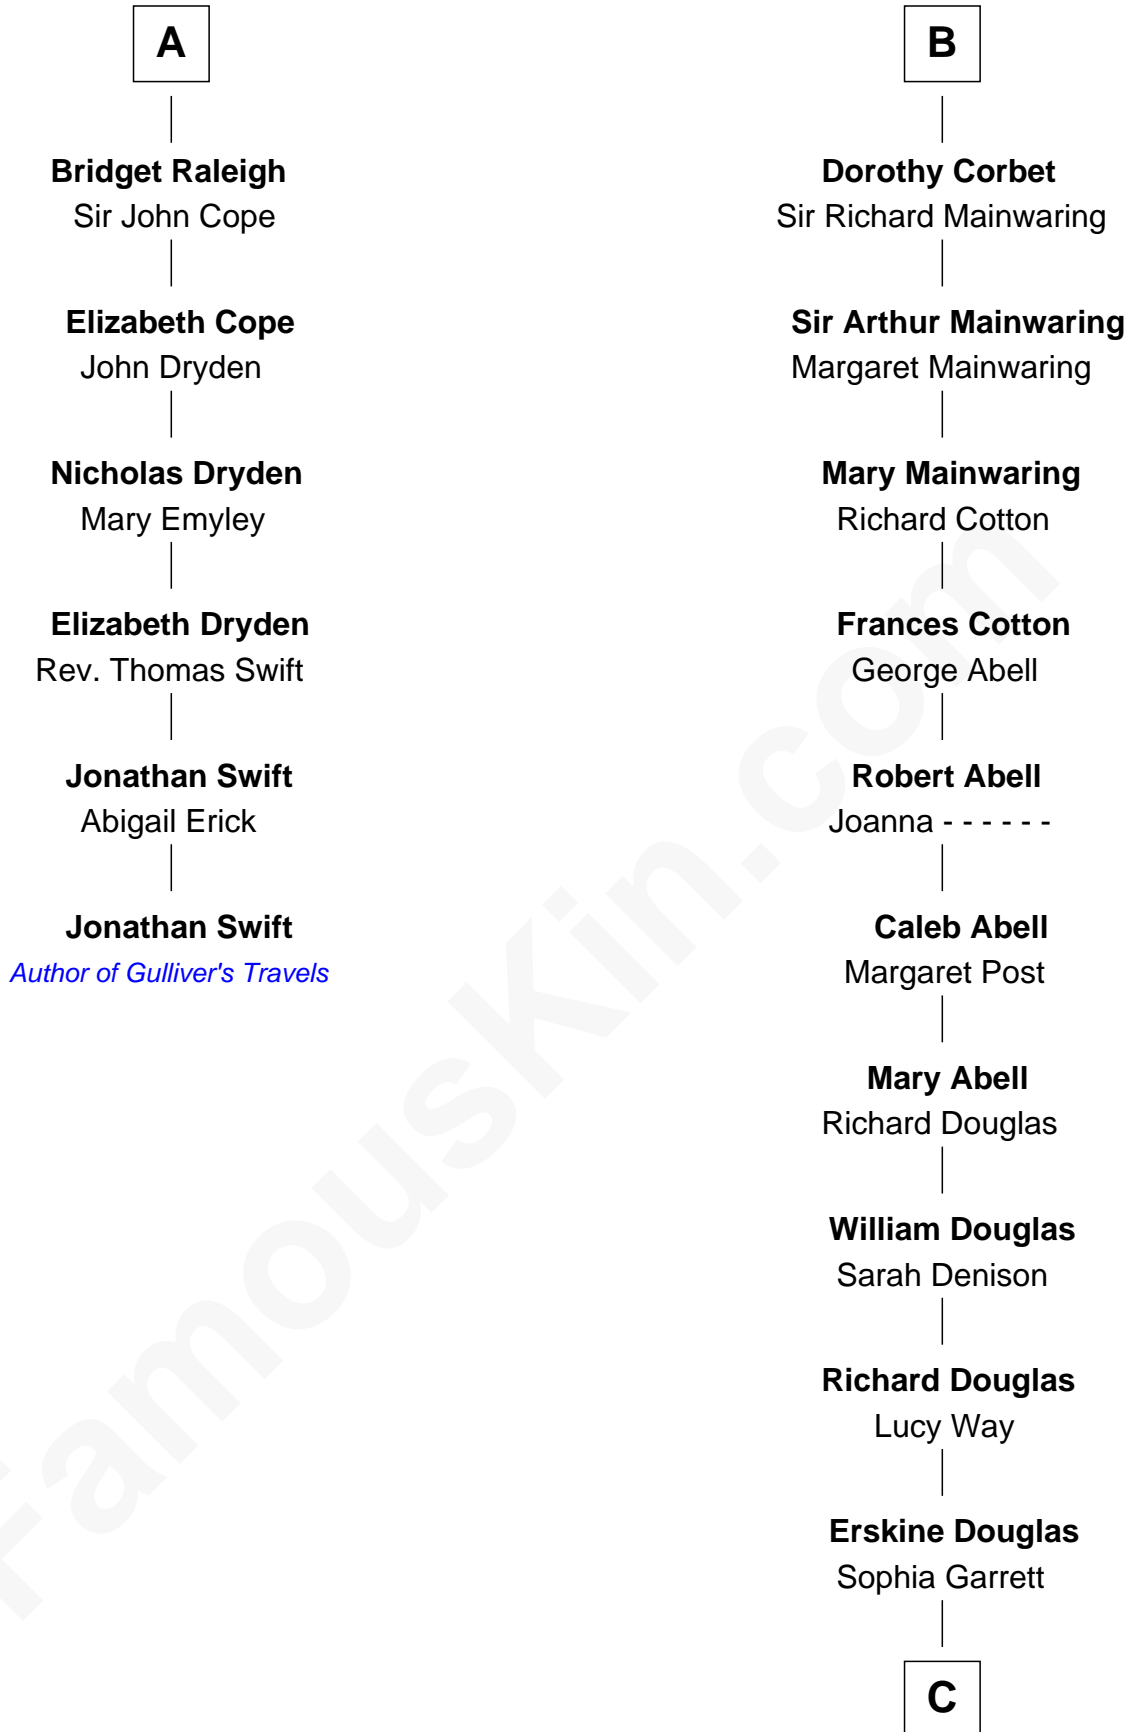 A
Bridget Raleigh
Sir John Cope
Elizabeth Cope
John Dryden
Nicholas Dryden
Mary Emyley
Elizabeth Dryden
Rev. Thomas Swift
Jonathan Swift
Abigail Erick
Jonathan Swift
Author of Gulliver's Travels
B
Dorothy Corbet
Sir Richard Mainwaring
Sir Arthur Mainwaring
Margaret Mainwaring
Mary Mainwaring
Richard Cotton
Frances Cotton
George Abell
Robert Abell
Joanna - - - - - -
Caleb Abell
Margaret Post
Mary Abell
Richard Douglas
William Douglas
Sarah Denison
Richard Douglas
Lucy Way
Erskine Douglas
Sophia Garrett
C
FamousKin.com